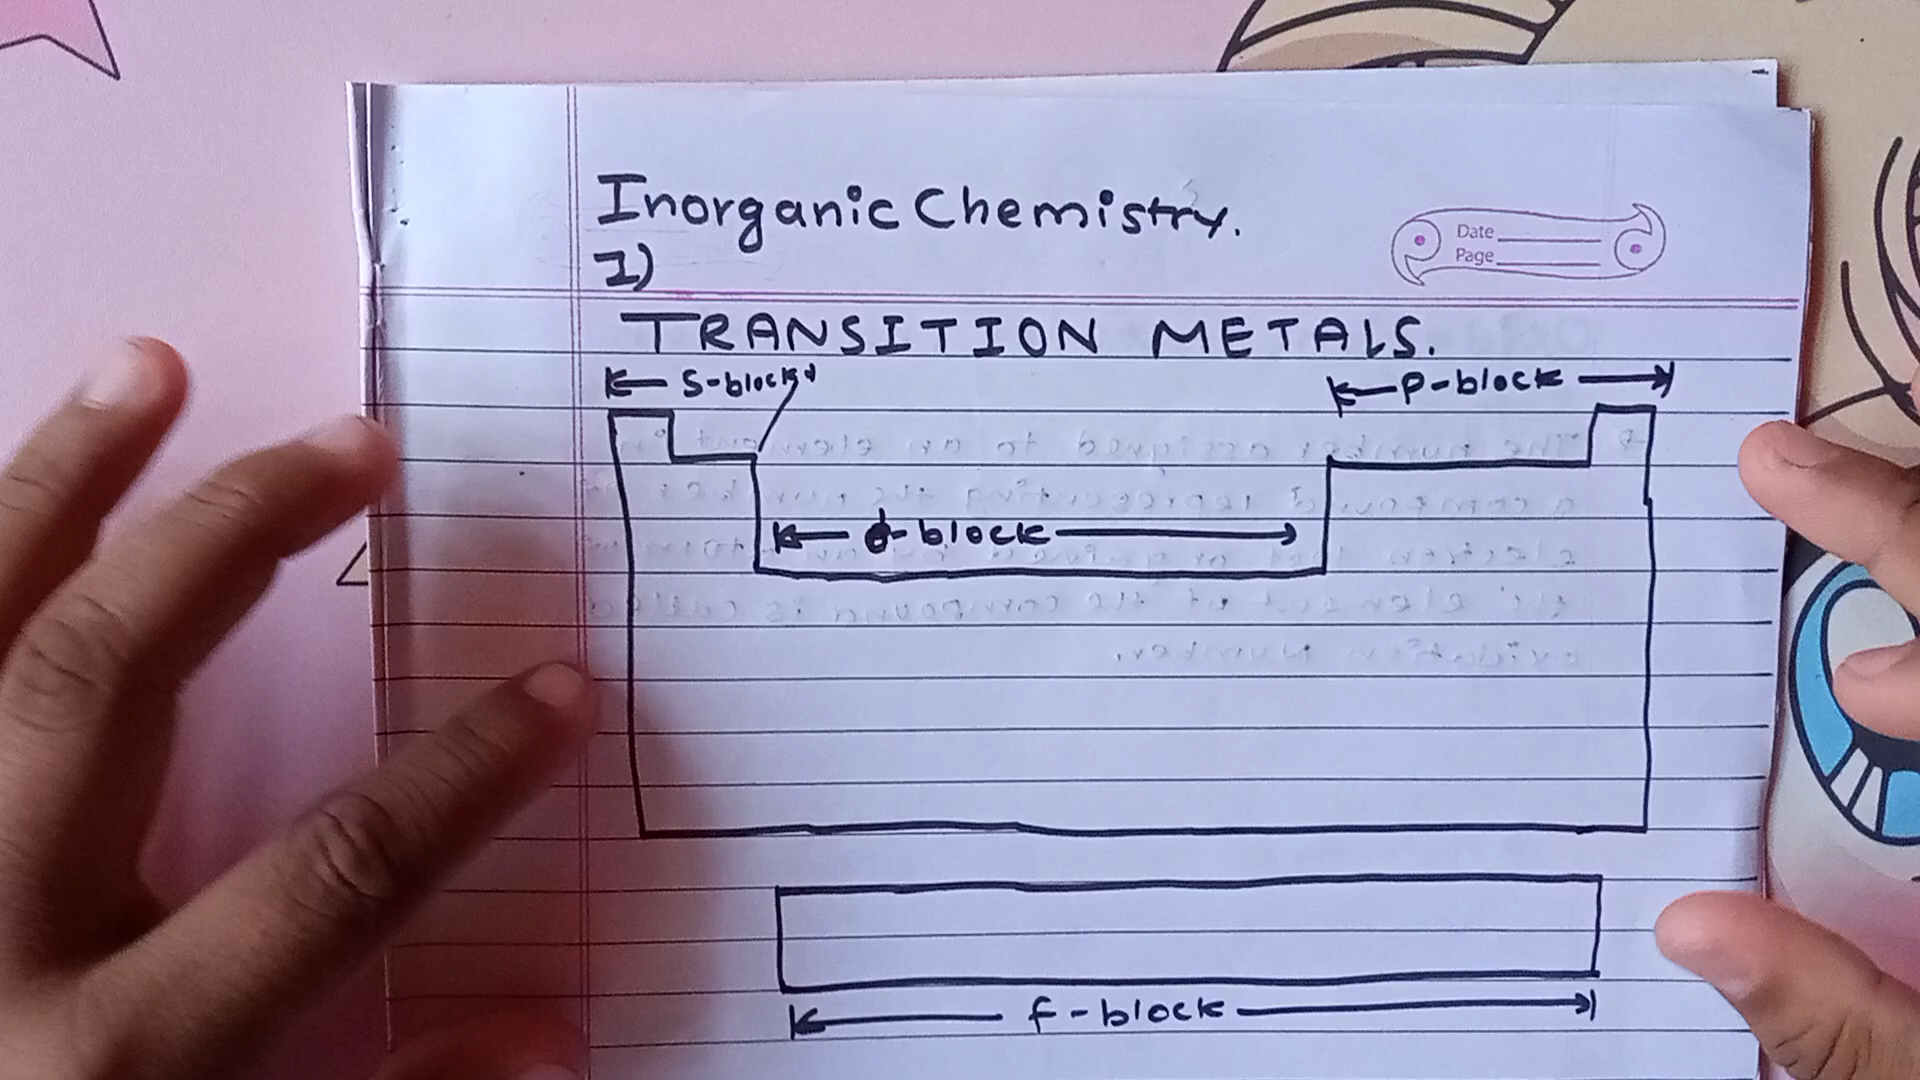 Inorganic Chemistry.
Date
Page
1)
TRANSITION METALS.
S-block
P-block
d-block
f-block